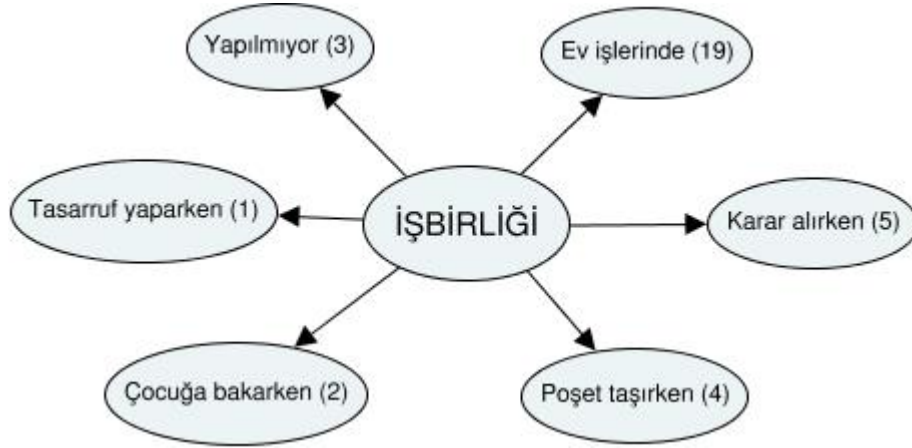 Yapılmıyor (3)
Ev işlerinde (19)
Tasarruf yaparken (1)
İŞBİRLİĞİ
Karar alırken (5)
Çocuğa bakarken (2)
Poşet taşırken (4)